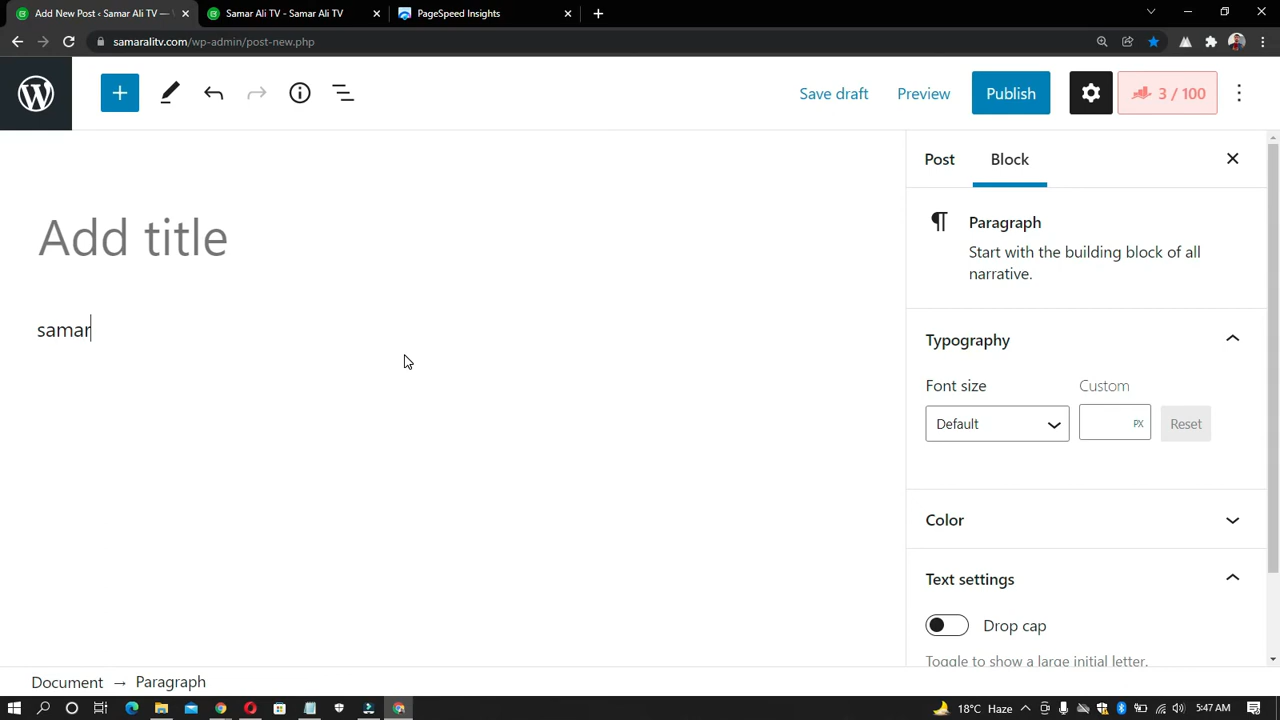 Add New Post ‹ Samar Ali TV — W
Samar Ali TV - Samar Ali TV
PageSpeed Insights
samaralitv.com/wp-admin/post-new.php
Save draft
Preview
Publish
3 / 100
Post
Block
Add title
samar
Paragraph
Start with the building block of all
narrative.
Typography
Font size
Custom
Default
PX
Reset
Color
Text settings
Drop cap
Toggle to show a large initial letter.
Document → Paragraph
18°C Haze
5:47 AM